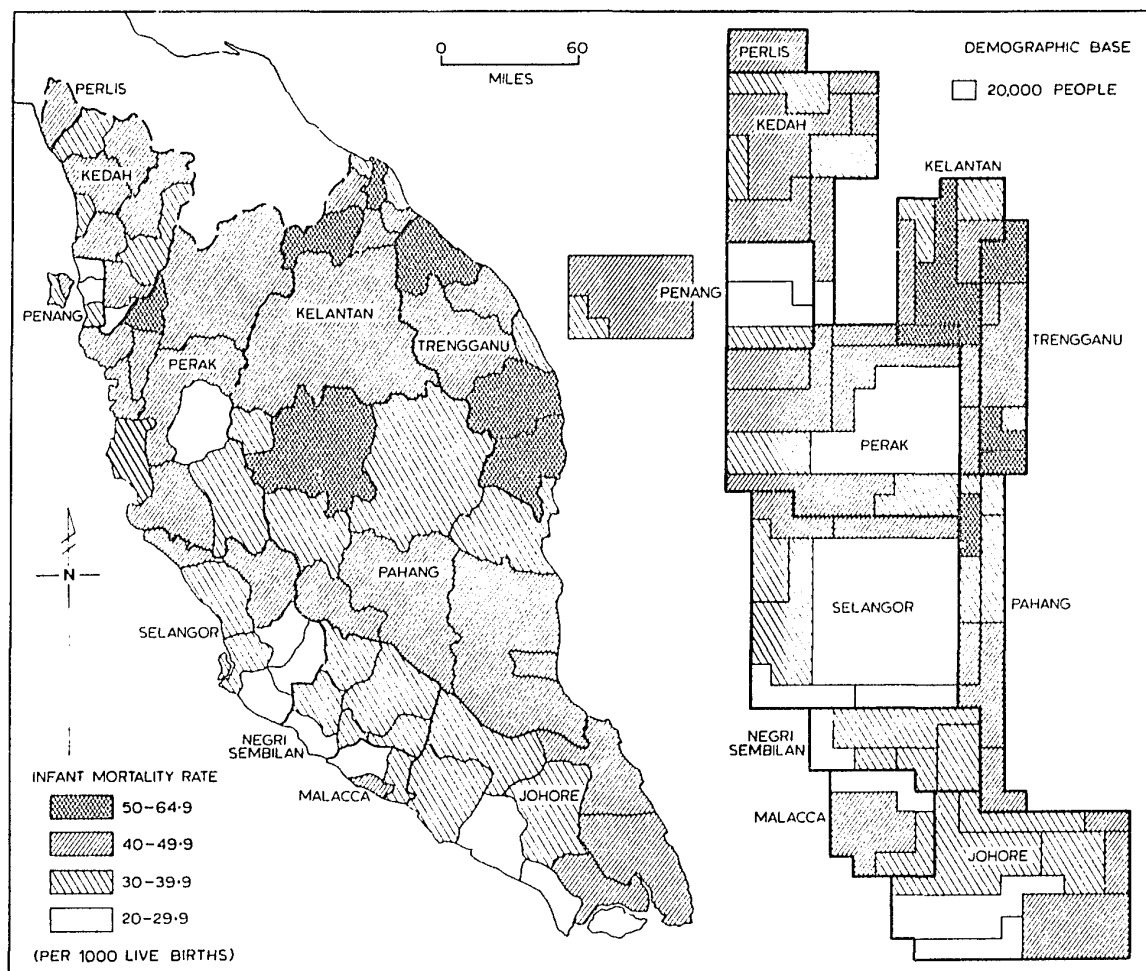 0 60
MILES
PERLIS
KEDAH
PENANG
PERAK
KELANTAN
TRENGGANU
PAHANG
SELANGOR
N
NEGRI
SEMBILAN
MALACCA
JOHORE
INFANT MORTALITY RATE
50–64·9
40–49·9
30–39·9
20–29·9
(PER 1000 LIVE BIRTHS)
DEMOGRAPHIC BASE
20,000 PEOPLE
PERLIS
KEDAH
KELANTAN
PENANG
TRENGGANU
PERAK
SELANGOR
PAHANG
NEGRI
SEMBILAN
MALACCA
JOHORE